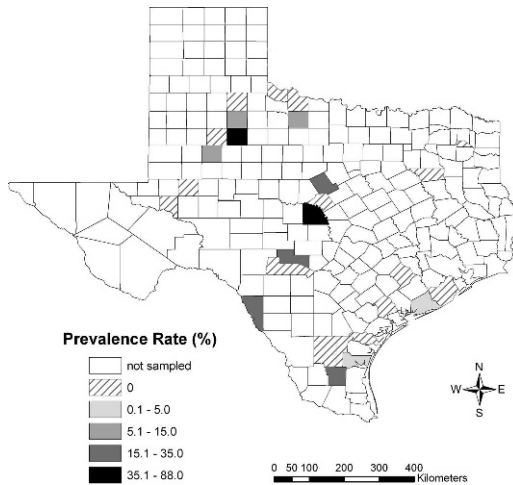 Prevalence Rate (%)
not sampled
0
0.1 - 5.0
5.1 - 15.0
15.1 - 35.0
35.1 - 88.0
N
W E
S
0 50 100 200 300 400
Kilometers